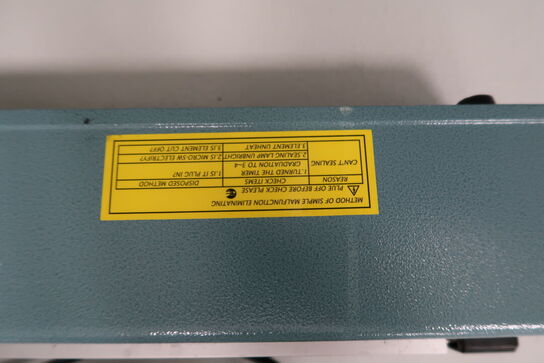 METHOD OF SIMPLE MALFUNCTION ELIMINATING
PLUE OFF BEFORE CHECK PLEASE
REASON CHECK ITEMS DISPOSED METHOD
CAN'T SEALING
1. TURNED THE TIMER GRADUATION TO 3-4
1. IF IT PLUG IN?
2. SEALING LAMP UNBRIGHT
2. IS MICRO-SW ELECTRIFY?
3. ELEMENT UNHEAT
3. IS ELEMENT CUT OFF?